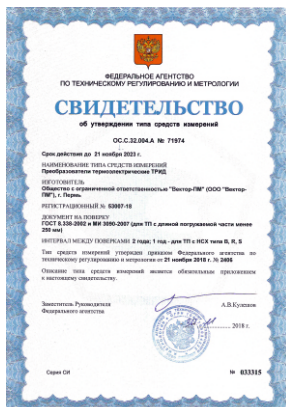 ФЕДЕРАЛЬНОЕ АГЕНТСТВО
ПО ТЕХНИЧЕСКОМУ РЕГУЛИРОВАНИЮ И МЕТРОЛОГИИ
СВИДЕТЕЛЬСТВО
об утверждении типа средств измерений
ОС.С.32.004.А № 71974
Срок действия до 21 ноября 2023 г.
НАИМЕНОВАНИЕ ТИПА СРЕДСТВ ИЗМЕРЕНИЙ
Преобразователи термоэлектрические ТРИД
ИЗГОТОВИТЕЛЬ
Общество с ограниченной ответственностью "Вектор-ПМ" (ООО "Вектор-
ПМ"), г. Пермь
РЕГИСТРАЦИОННЫЙ № 63007-18
ДОКУМЕНТ НА ПОВЕРКУ
ГОСТ 8.338-2002 и МИ 3090-2007 (для ТП с длиной погружаемой части менее
250 мм)
ИНТЕРВАЛ МЕЖДУ ПОВЕРКАМИ 2 года; 1 год - для ТП с НСХ типа B, R, S
Тип средств измерений утвержден приказом Федерального агентства по
техническому регулированию и метрологии от 21 ноября 2018 г. № 2406
Описание типа средств измерений является обязательным приложением
к настоящему свидетельству.
Заместитель Руководителя А.В.Кулешов
Федерального агентства
2018 г.
Серия СИ № 033315